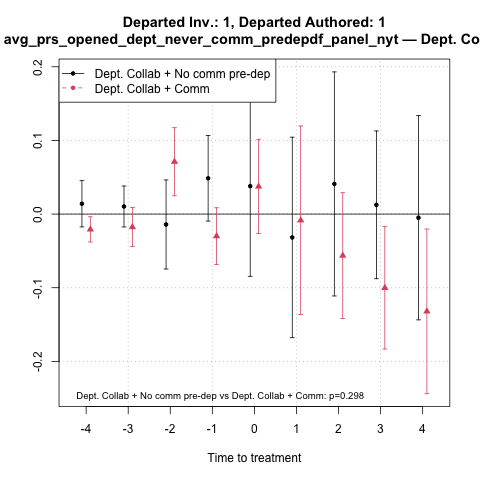 Departed Inv.: 1, Departed Authored: 1
avg_prs_opened_dept_never_comm_predepdf_panel_nyt — Dept. Co
Dept. Collab + No comm pre-dep
Dept. Collab + Comm
0.2
0.1
0.0
-0.1
-0.2
Dept. Collab + No comm pre-dep vs Dept. Collab + Comm: p=0.298
-4 -3 -2 -1 0 1 2 3 4
Time to treatment